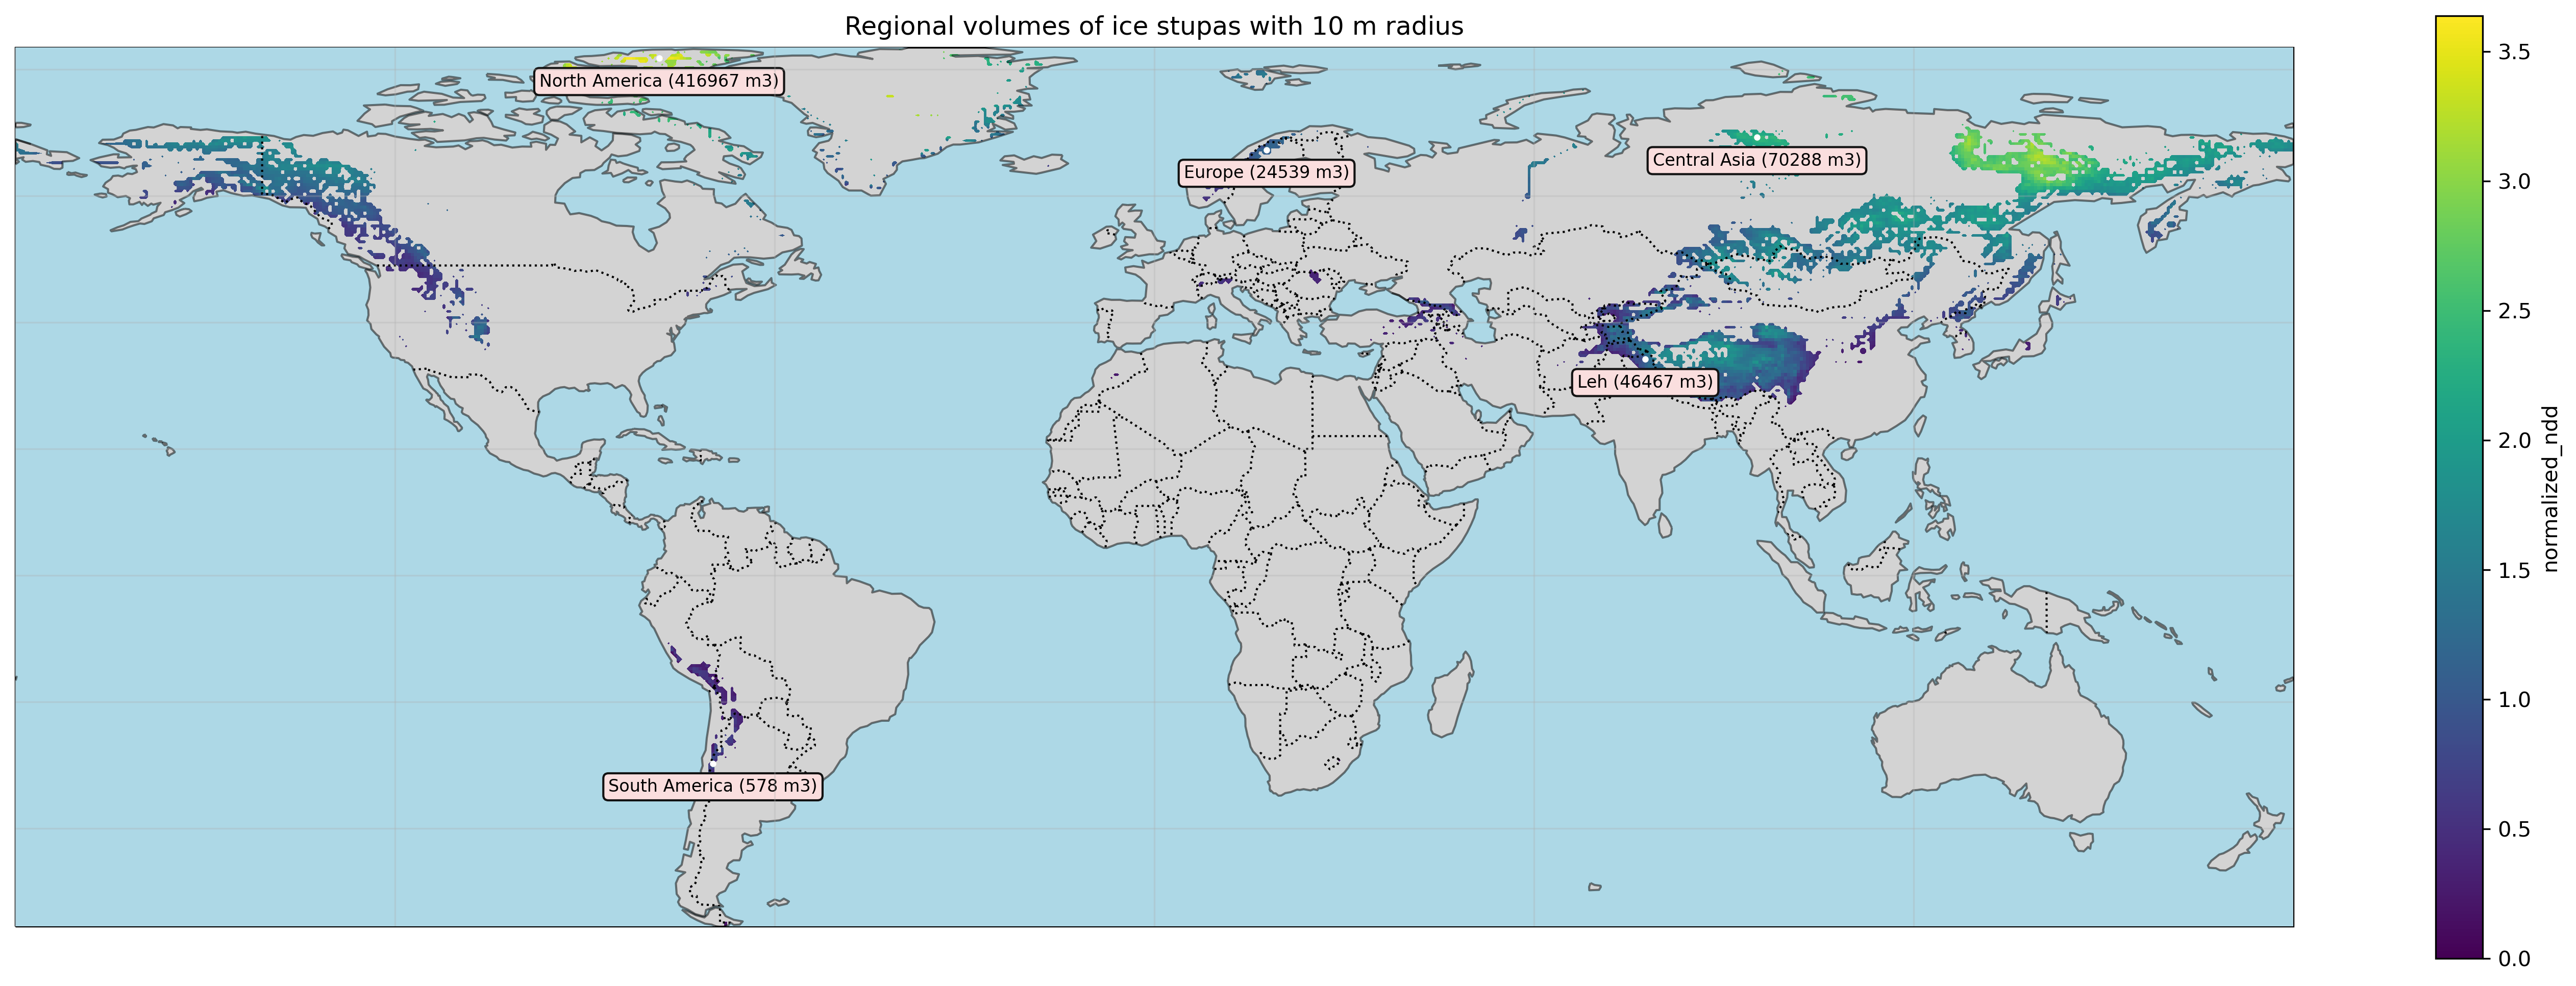 Regional volumes of ice stupas with 10 m radius
North America (416967 m3)
Europe (24539 m3)
Central Asia (70288 m3)
Leh (46467 m3)
South America (578 m3)
3.5
3.0
2.5
2.0
1.5
1.0
0.5
0.0
normalized_ndd